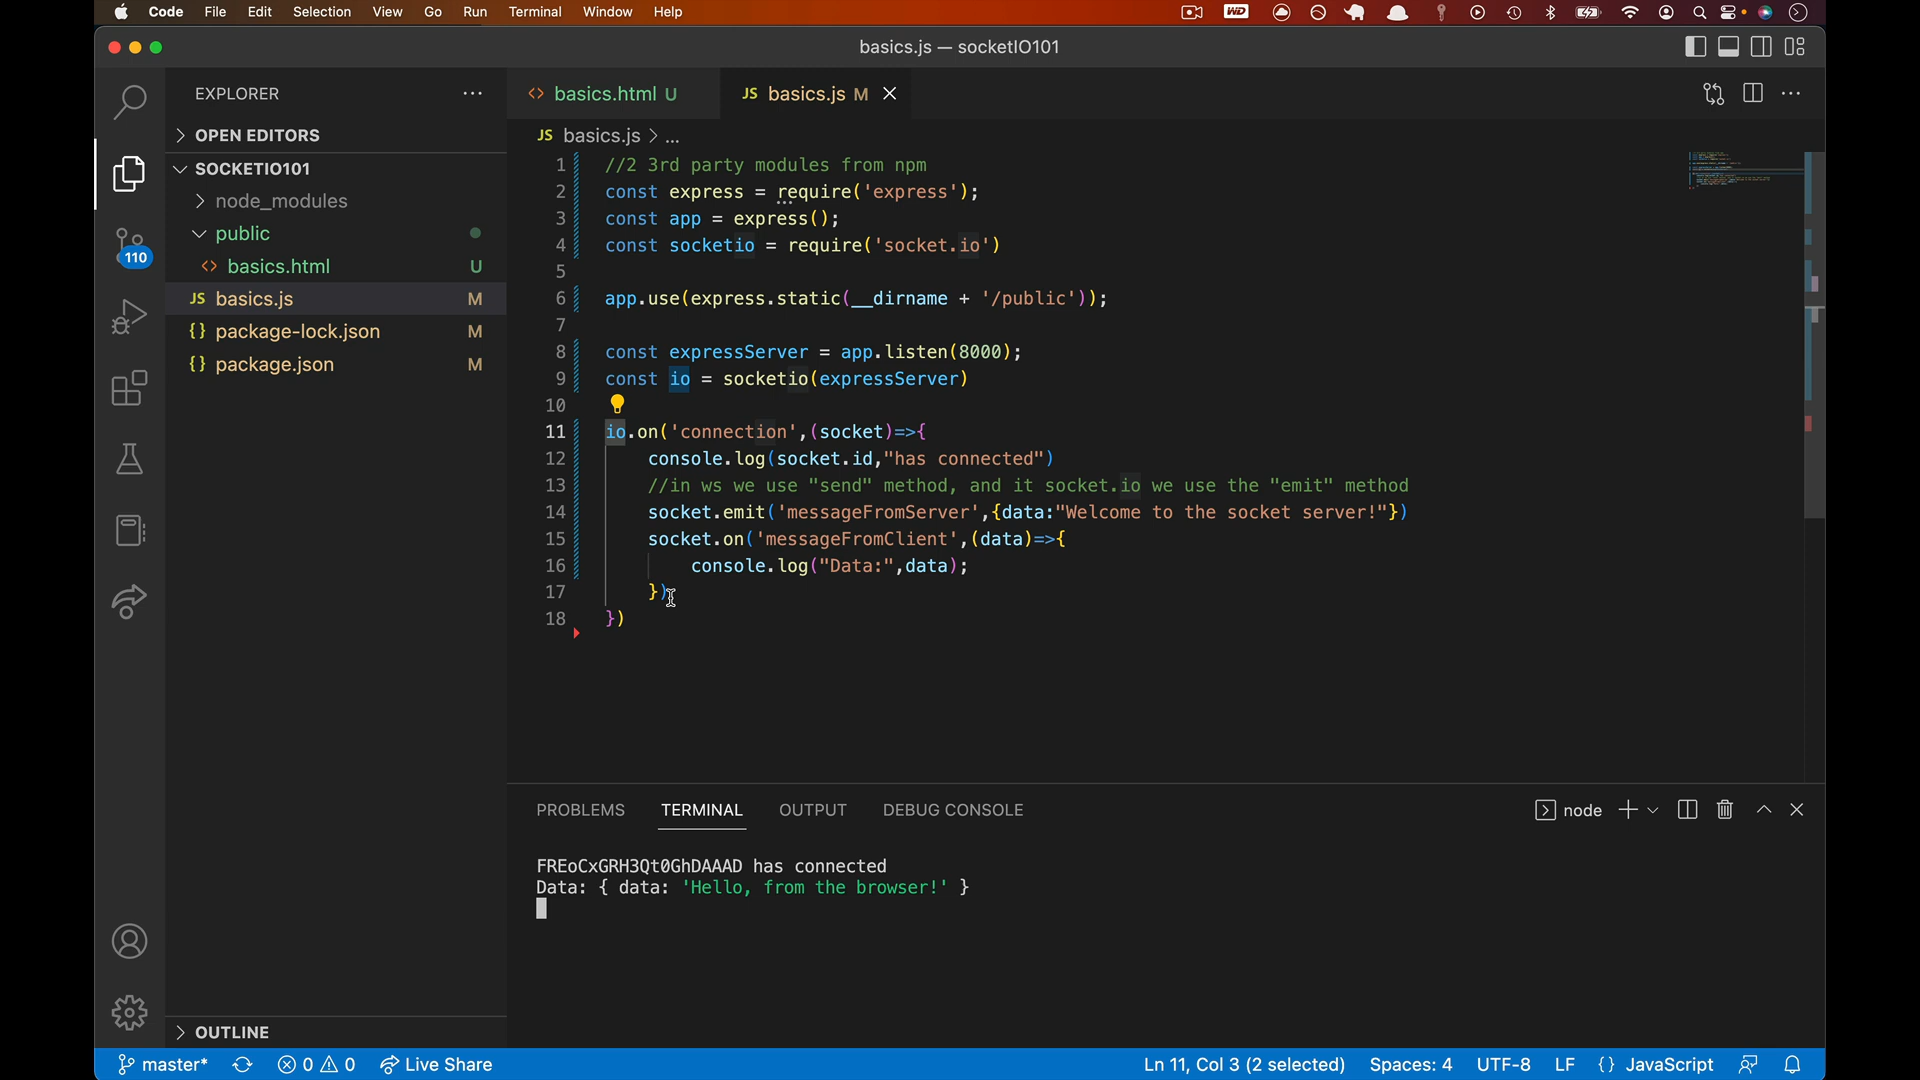 Code File Edit Selection View Go Run Terminal Window Help
WD
basics.js — socketIO101
EXPLORER
OPEN EDITORS
SOCKETIO101
node_modules
public
basics.html U
JS basics.js M
{} package-lock.json M
{} package.json M
110
OUTLINE
<> basics.html U
JS basics.js M
JS basics.js > ...
1 //2 3rd party modules from npm
2 const express = require('express');
3 const app = express();
4 const socketio = require('socket.io')
5
6 app.use(express.static(__dirname + '/public'));
7
8 const expressServer = app.listen(8000);
9 const io = socketio(expressServer)
10
11 io.on('connection',(socket)=>{
12 console.log(socket.id,"has connected")
13 //in ws we use "send" method, and it socket.io we use the "emit" method
14 socket.emit('messageFromServer',{data:"Welcome to the socket server!"})
15 socket.on('messageFromClient',(data)=>{
16 console.log("Data:",data);
17 })
18 })
PROBLEMS TERMINAL OUTPUT DEBUG CONSOLE
node
FREoCxGRH3Qt0GhDAAAD has connected
Data: { data: 'Hello, from the browser!' }
master* 0 0 Live Share
Ln 11, Col 3 (2 selected) Spaces: 4 UTF-8 LF {} JavaScript